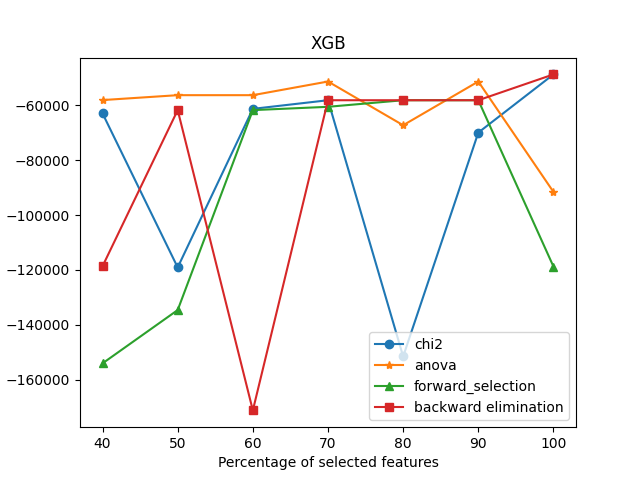 XGB
−60000
−80000
−100000
−120000
−140000
−160000
40 50 60 70 80 90 100
Percentage of selected features
chi2
anova
forward_selection
backward elimination